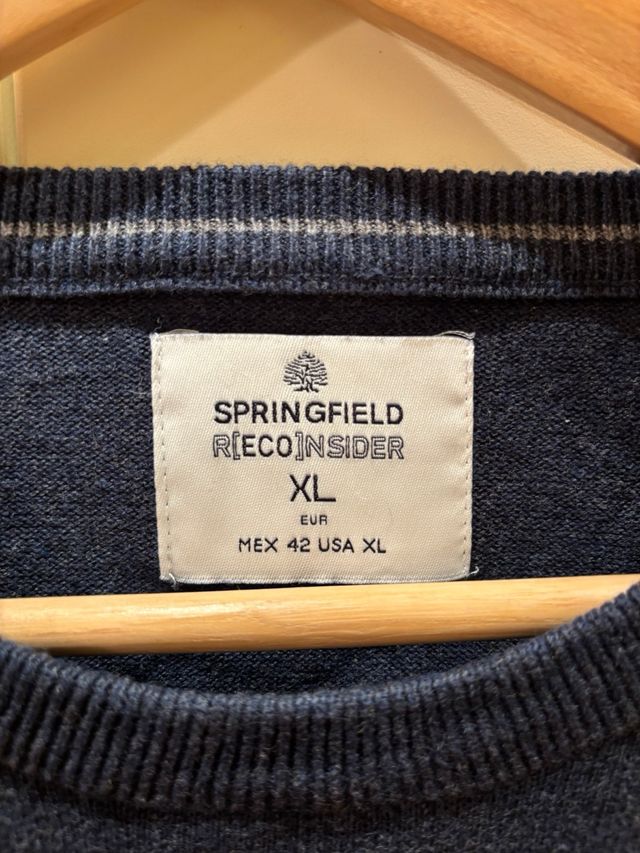 SPRINGFIELD
R[ECO]NSIDER
XL
EUR
MEX 42 USA XL